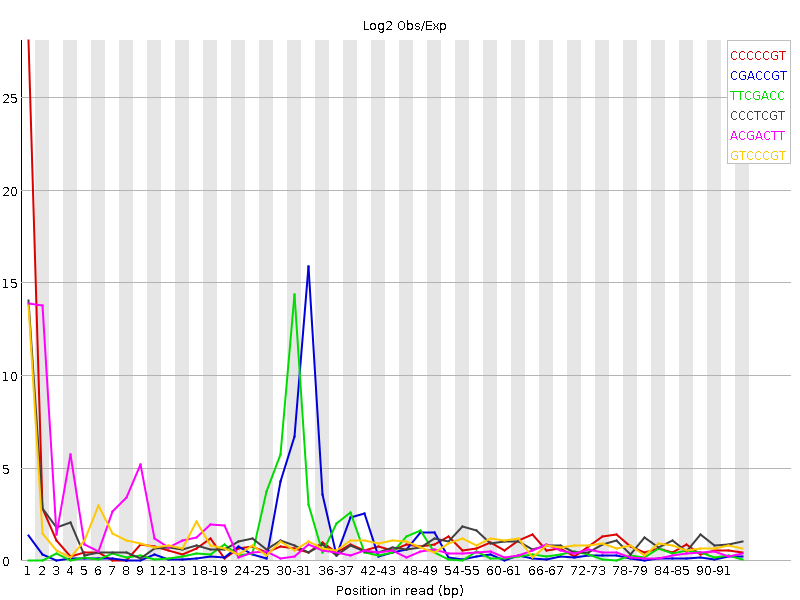 Log2 Obs/Exp
CCCCCGT
CGACCGT
TTCGACC
CCCTCGT
ACGACTT
GTCCCGT
25
20
15
10
5
0
1 2 3 4 5 6 7 8 9 12-13 18-19 24-25 30-31 36-37 42-43 48-49 54-55 60-61 66-67 72-73 78-79 84-85 90-91
Position in read (bp)